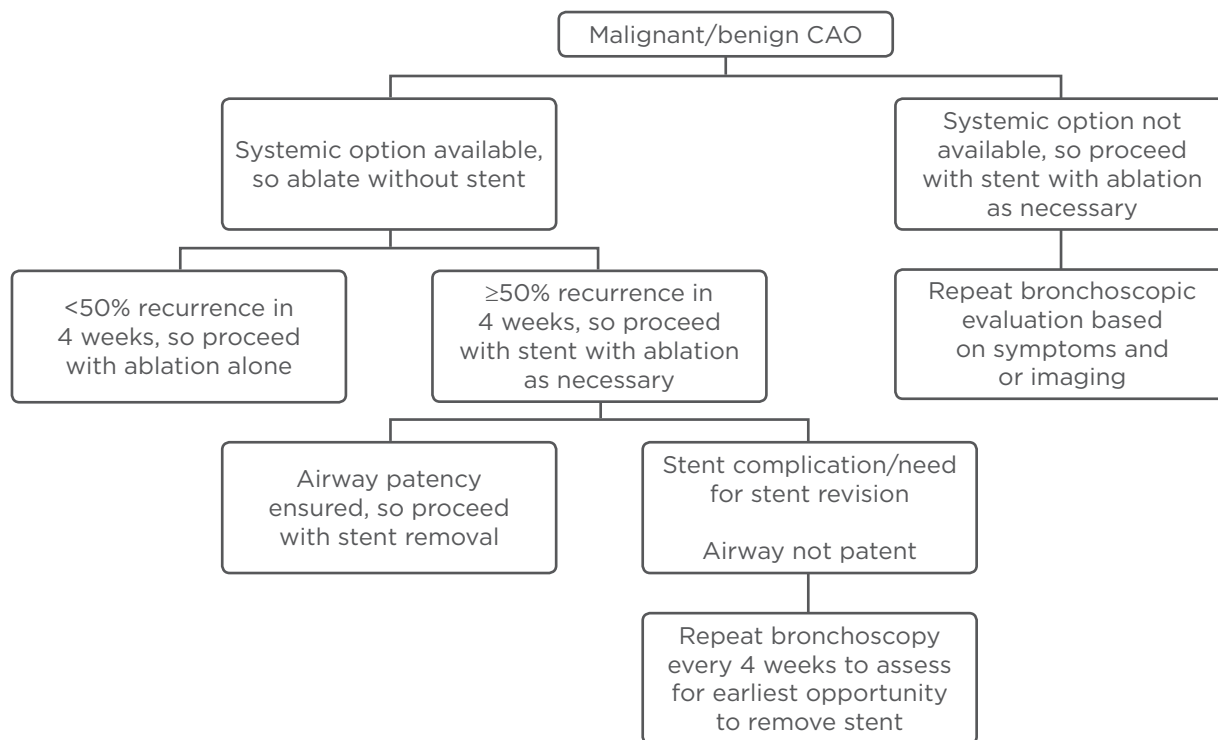 Malignant/benign CAO
Systemic option available,
so ablate without stent
Systemic option not
available, so proceed
with stent with ablation
as necessary
<50% recurrence in
4 weeks, so proceed
with ablation alone
≥50% recurrence in
4 weeks, so proceed
with stent with ablation
as necessary
Repeat bronchoscopic
evaluation based
on symptoms and
or imaging
Airway patency
ensured, so proceed
with stent removal
Stent complication/need
for stent revision
Airway not patent
Repeat bronchoscopy
every 4 weeks to assess
for earliest opportunity
to remove stent